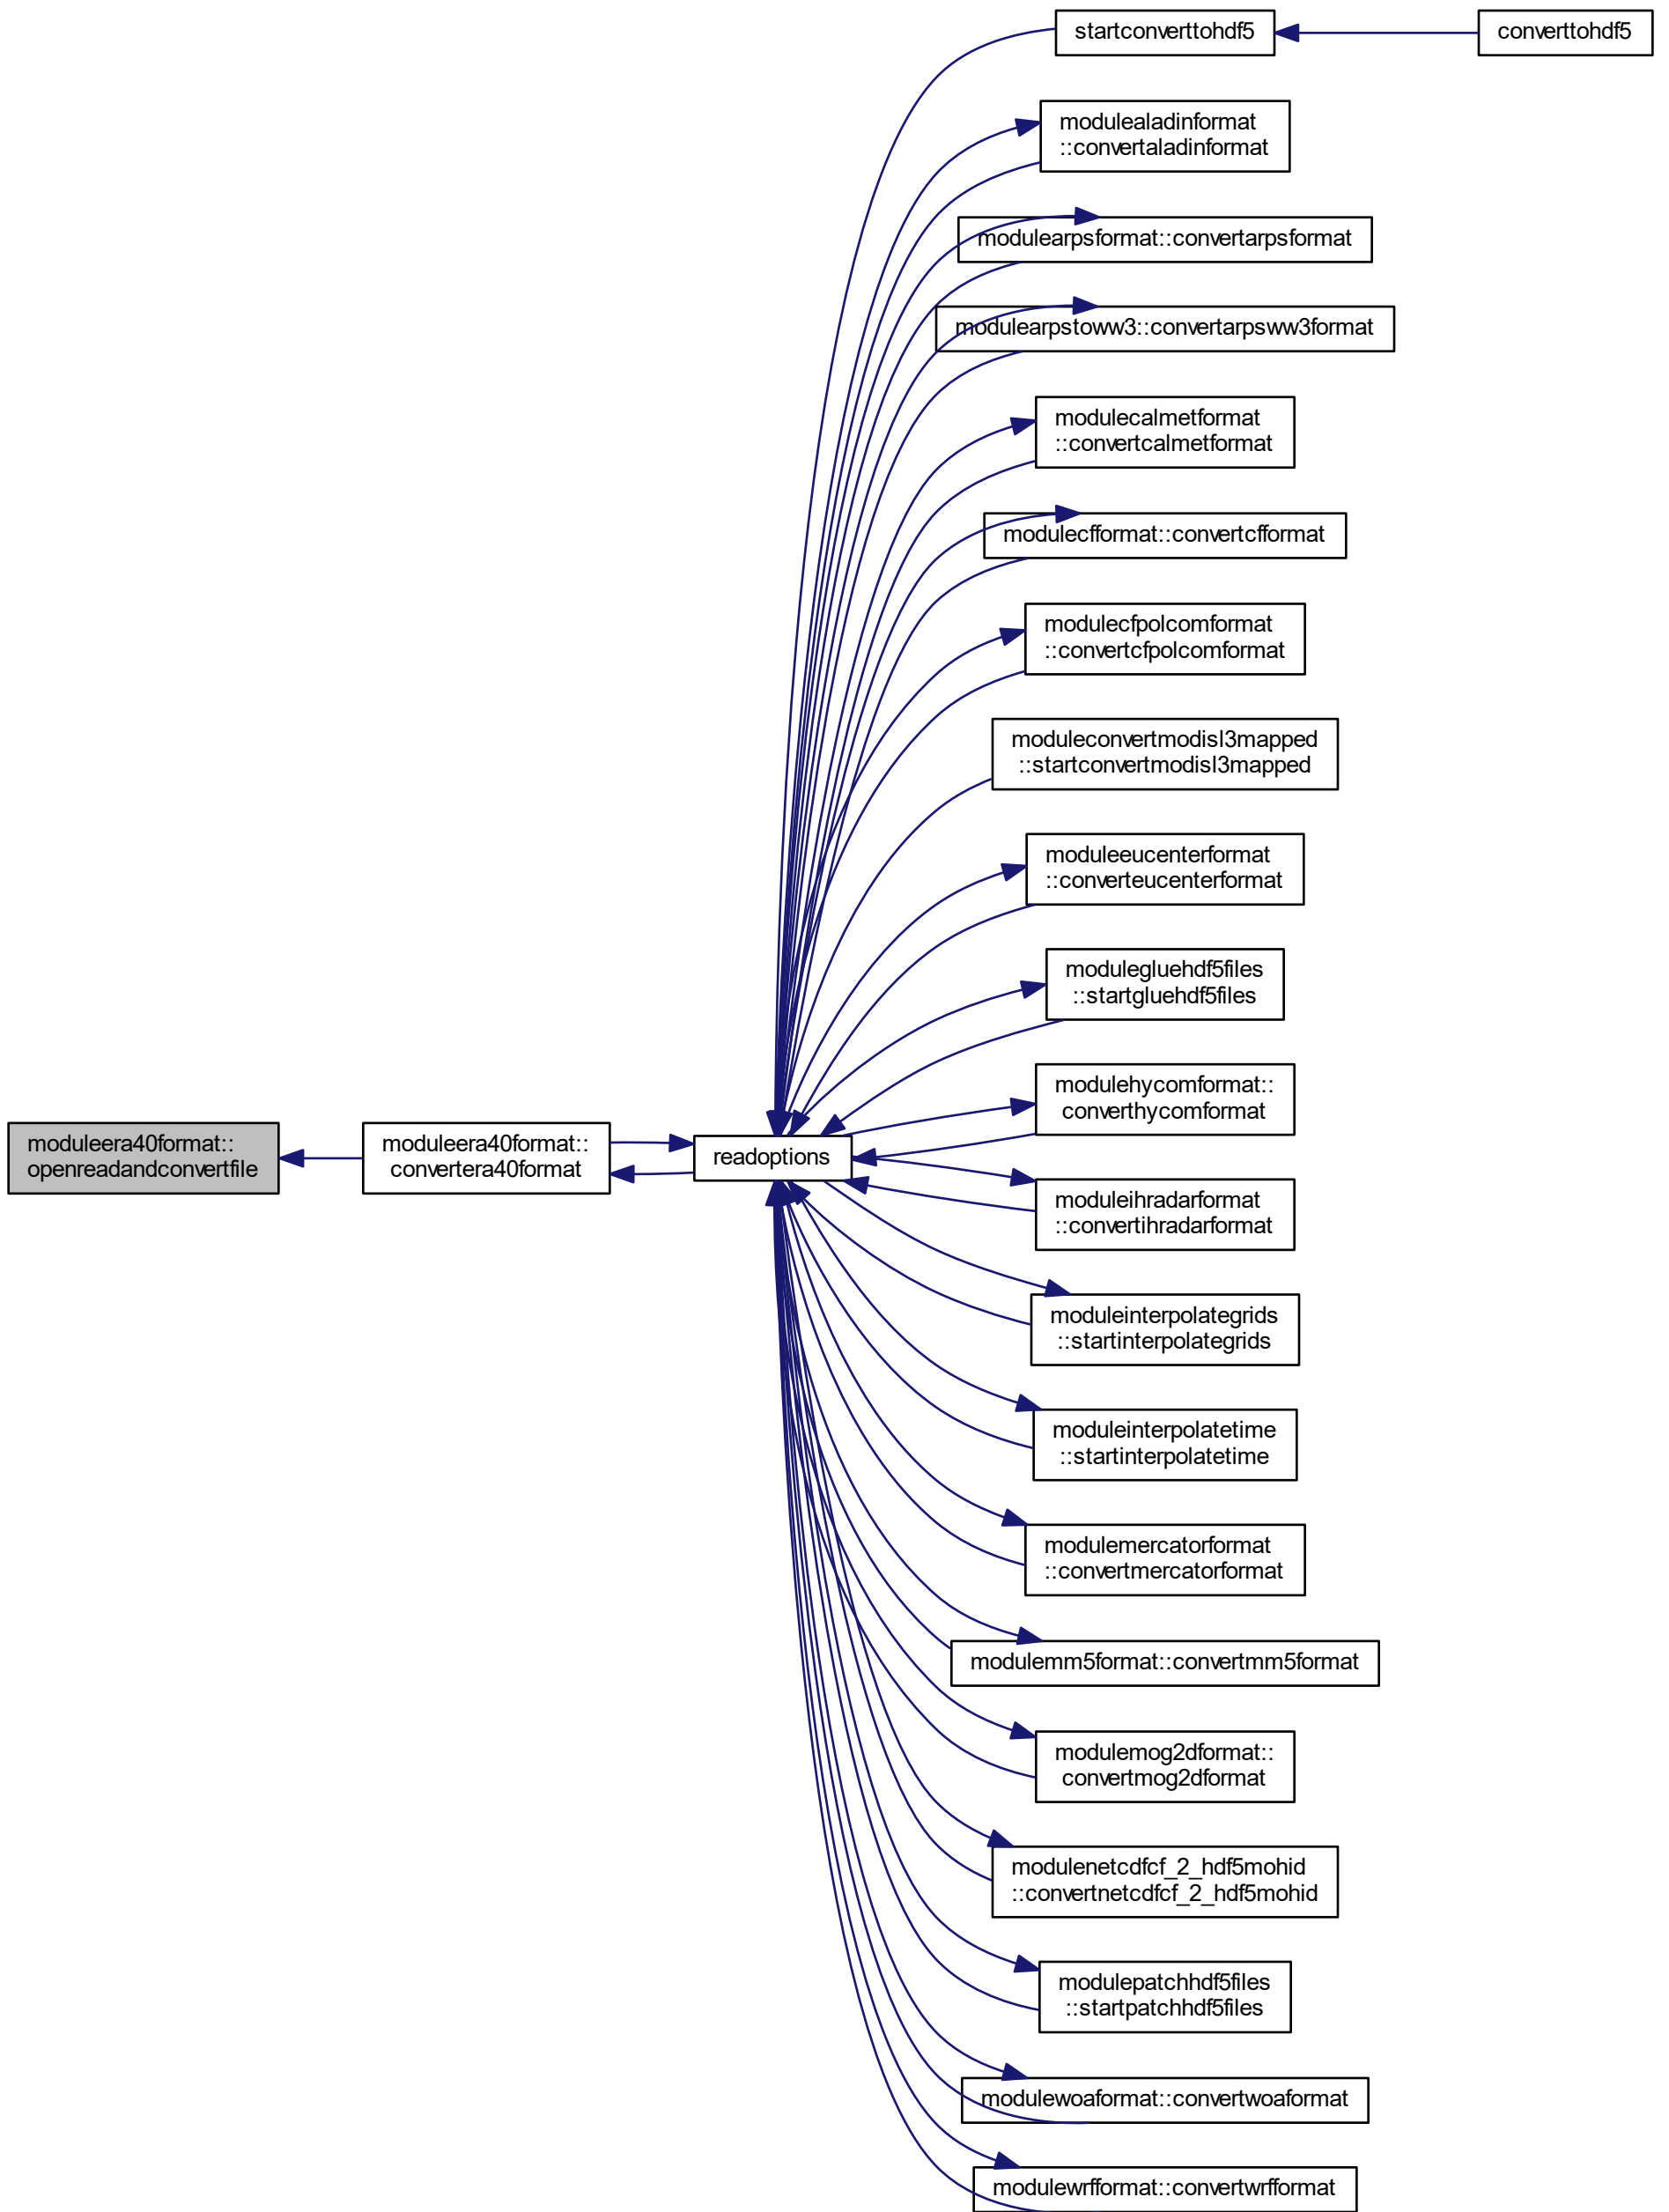 startconverttohdf5
converttohdf5
modulealadinformat
::convertaladinformat
modulearpsformat::convertarpsformat
modulearpstoww3::convertarpsww3format
modulecalmetformat
::convertcalmetformat
modulecfformat::convertcfformat
modulecfpolcomformat
::convertcfpolcomformat
moduleconvertmodisl3mapped
::startconvertmodisl3mapped
moduleeucenterformat
::converteucenterformat
modulegluehdf5files
::startgluehdf5files
modulehycomformat::
converthycomformat
moduleera40format::
openreadandconvertfile
moduleera40format::
convertera40format
readoptions
moduleihradarformat
::convertihradarformat
moduleinterpolategrids
::startinterpolategrids
moduleinterpolatetime
::startinterpolatetime
modulemercatorformat
::convertmercatorformat
modulemm5format::convertmm5format
modulemog2dformat::
convertmog2dformat
modulenetcdfcf_2_hdf5mohid
::convertnetcdfcf_2_hdf5mohid
modulepatchhdf5files
::startpatchhdf5files
modulewoaformat::convertwoaformat
modulewrfformat::convertwrfformat